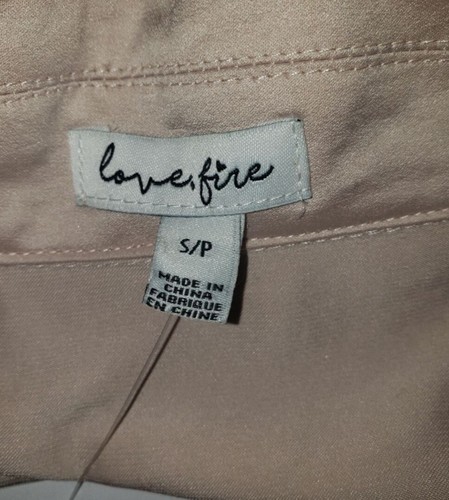 love, fire
S/P
MADE IN
CHINA
FABRIQUE
EN CHINE